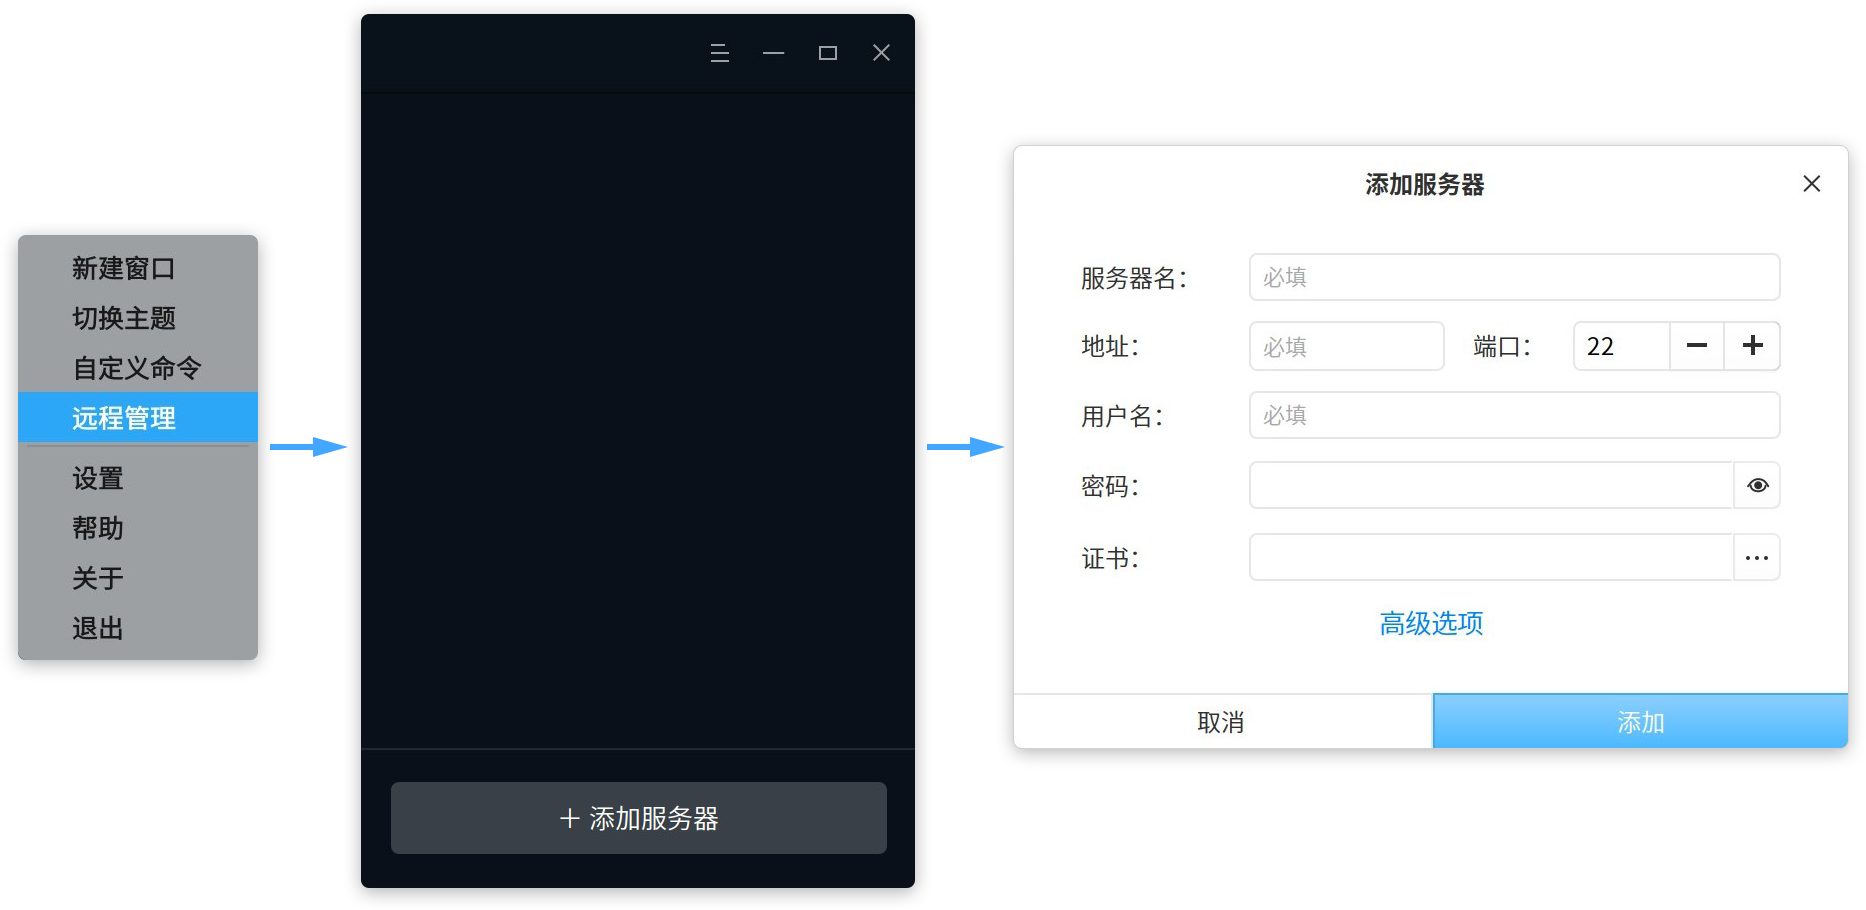 新建窗口
切换主题
自定义命令
远程管理
设置
帮助
关于
退出
+ 添加服务器
添加服务器
服务器名：
必填
地址：
必填
端口：
22
用户名：
必填
密码：
证书：
高级选项
取消
添加